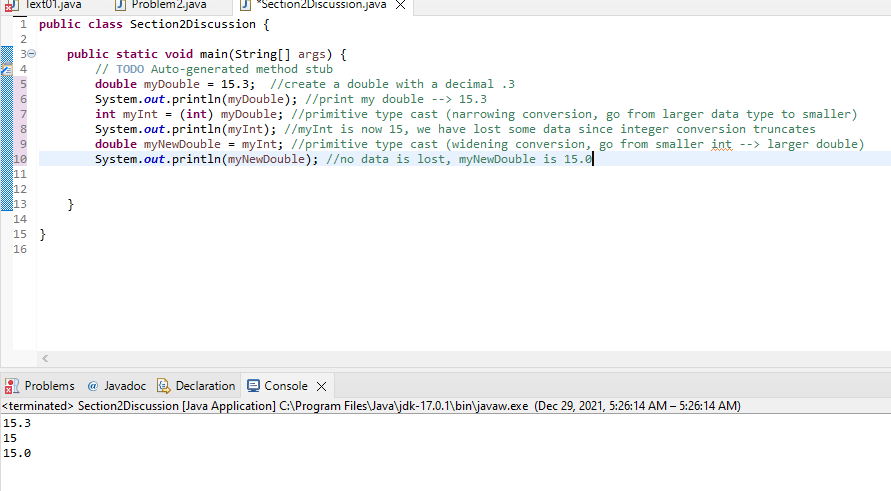 Text01.java Problem2.java *Section2Discussion.java
1 public class Section2Discussion {
2
3 public static void main(String[] args) {
4 // TODO Auto-generated method stub
5 double myDouble = 15.3; //create a double with a decimal .3
6 System.out.println(myDouble); //print my double --> 15.3
7 int myInt = (int) myDouble; //primitive type cast (narrowing conversion, go from larger data type to smaller)
8 System.out.println(myInt); //myInt is now 15, we have lost some data since integer conversion truncates
9 double myNewDouble = myInt; //primitive type cast (widening conversion, go from smaller int --> larger double)
10 System.out.println(myNewDouble); //no data is lost, myNewDouble is 15.0
11
12
13 }
14
15 }
16
Problems @ Javadoc Declaration Console
<terminated> Section2Discussion [Java Application] C:\Program Files\Java\jdk-17.0.1\bin\javaw.exe (Dec 29, 2021, 5:26:14 AM – 5:26:14 AM)
15.3
15
15.0